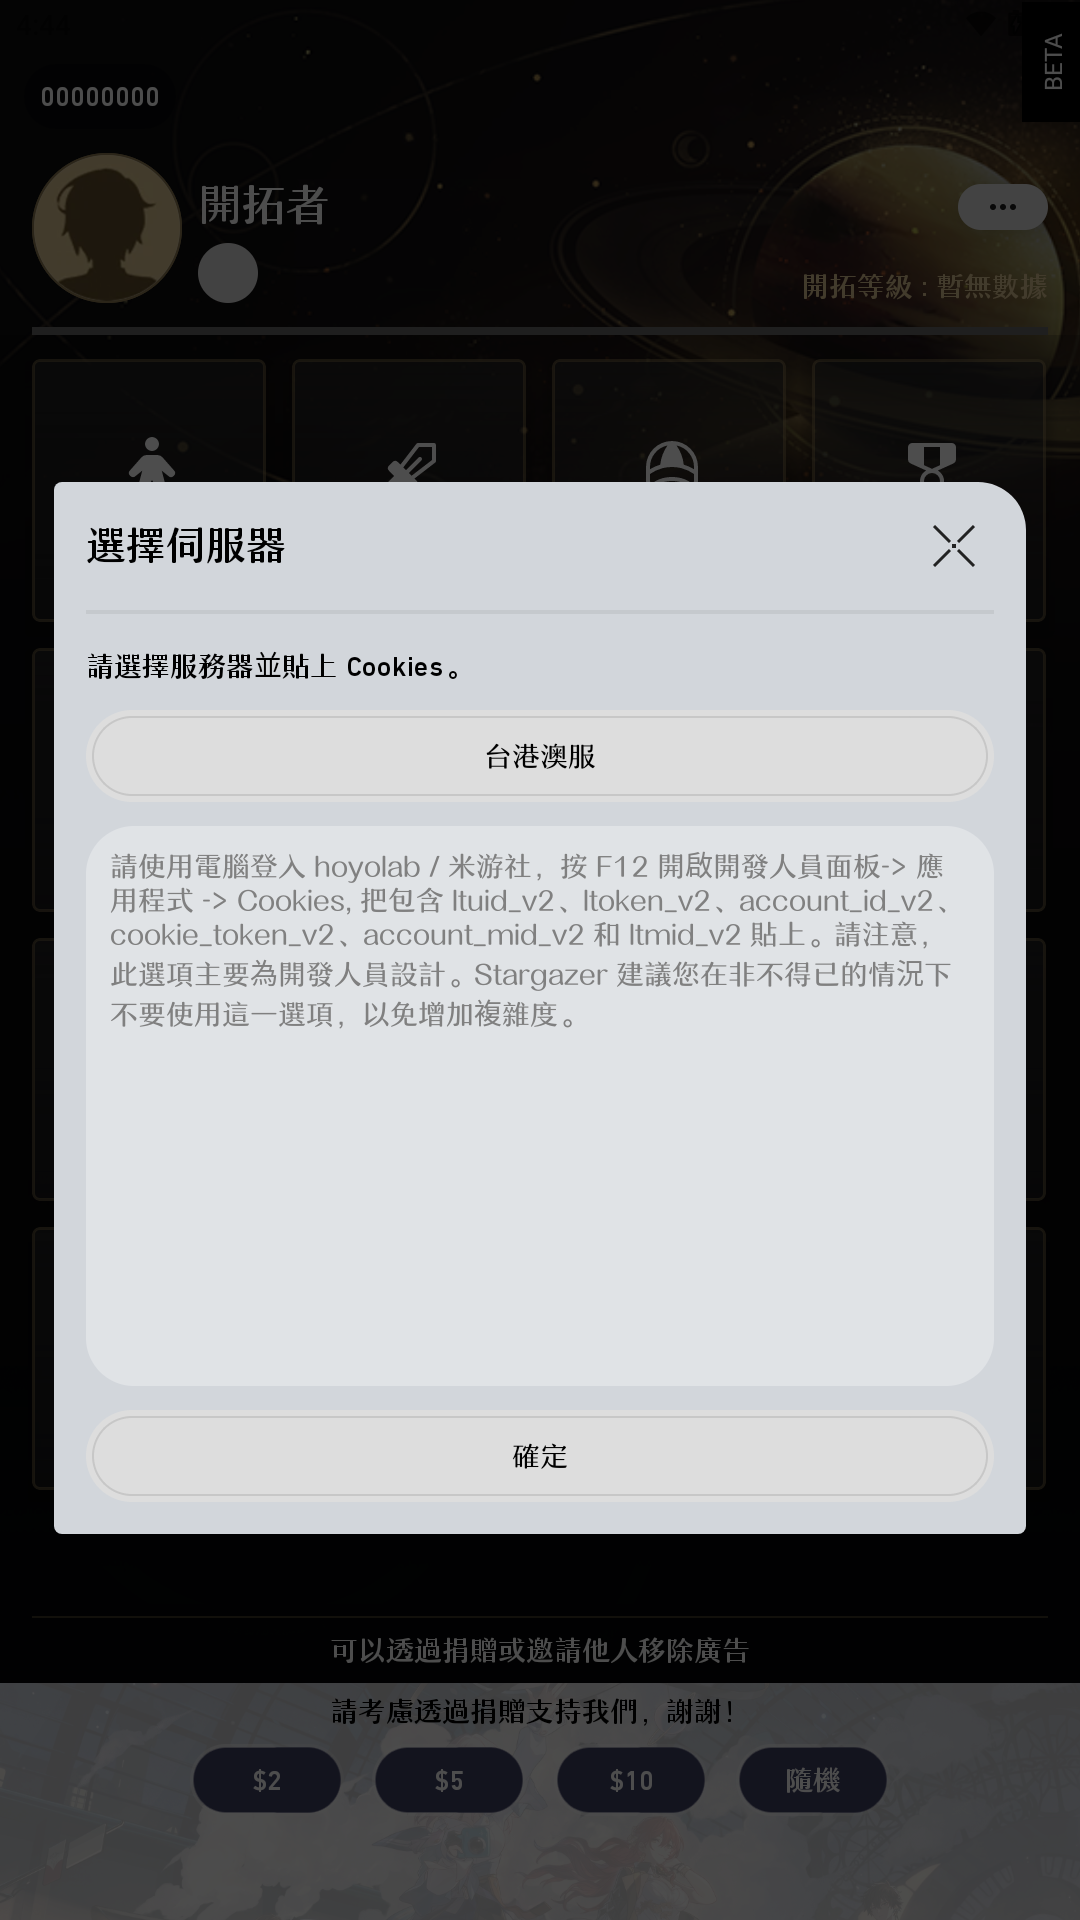 BETA
00000000
開拓者
開拓等級 : 暫無數據
選擇伺服器
請選擇服務器並貼上 Cookies。
台港澳服
請使用電腦登入 hoyolab / 米游社，按 F12 開啟開發人員面板-> 應
用程式 -> Cookies, 把包含 ltuid_v2、ltoken_v2、account_id_v2、
cookie_token_v2、account_mid_v2 和 ltmid_v2 貼上。請注意，
此選項主要為開發人員設計。Stargazer 建議您在非不得已的情況下
不要使用這一選項，以免增加複雜度。
確定
可以透過捐贈或邀請他人移除廣告
請考慮透過捐贈支持我們，謝謝！
$2
$5
$10
隨機